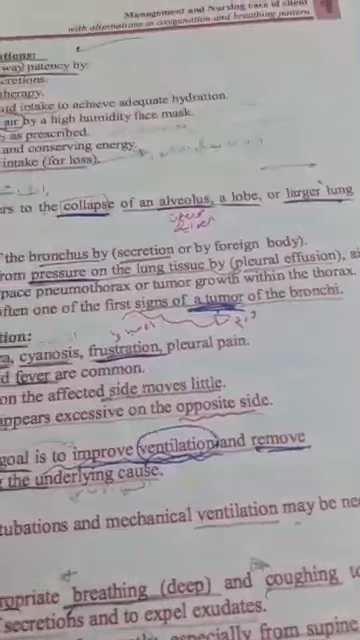 Management and Nursing care of client
with alternations in oxygenation and breathing pattern
ations:
way patency by:
cretions.
therapy.
uid intake to achieve adequate hydration.
air by a high humidity face mask.
, as prescribed.
and conserving energy.
intake (for loss).
ers to the collapse of an alveolus, a lobe, or larger lung
f the bronchus by (secretion or by foreign body).
rom pressure on the lung tissue by (pleural effusion), ai
pace pneumothorax or tumor growth within the thorax.
ften one of the first signs of a tumor of the bronchi.
tion:
ea, cyanosis, frustration, pleural pain.
d fever are common.
on the affected side moves little.
appears excessive on the opposite side.
goal is to improve ventilation and remove
the underlying cause.
tubations and mechanical ventilation may be ne
ropriate breathing (deep) and coughing to
f secretions and to expel exudates.
especially from supine